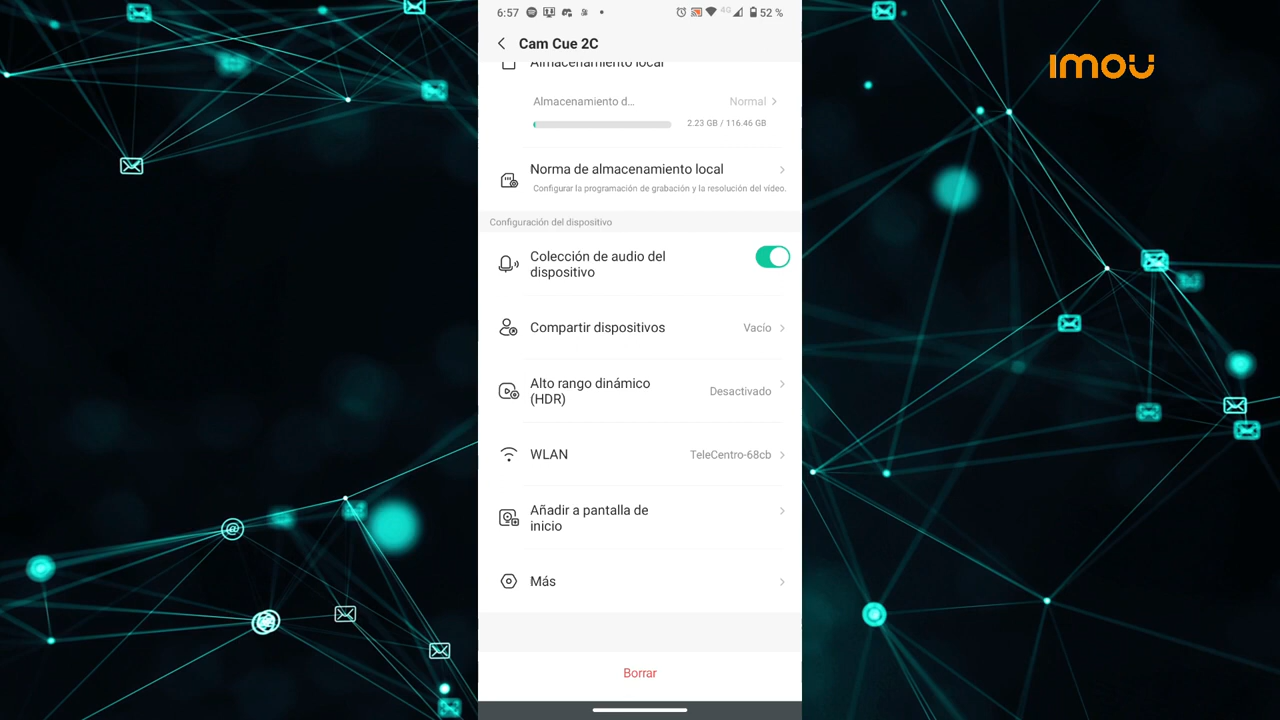 6:57
4G
52 %
Cam Cue 2C
imou
Almacenamiento local
Almacenamiento d...
Normal
2.23 GB / 116.46 GB
Norma de almacenamiento local
Configurar la programación de grabación y la resolución del vídeo.
Configuración del dispositivo
Colección de audio del
dispositivo
Compartir dispositivos
Vacío
Alto rango dinámico
(HDR)
Desactivado
WLAN
TeleCentro-68cb
Añadir a pantalla de
inicio
Más
Borrar